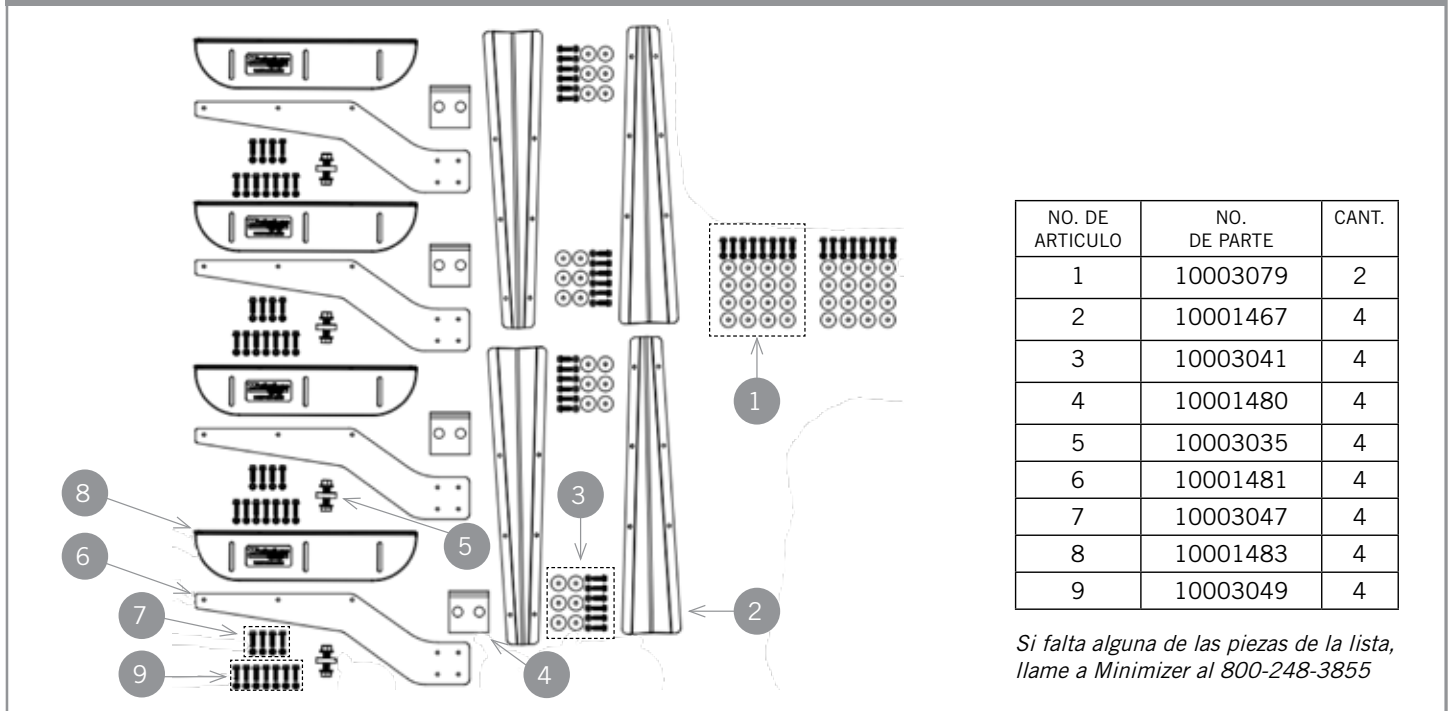 1
2
3
4
5
6
7
8
9
NO. DE ARTICULO NO. DE PARTE CANT.
1 10003079 2
2 10001467 4
3 10003041 4
4 10001480 4
5 10003035 4
6 10001481 4
7 10003047 4
8 10001483 4
9 10003049 4
Si falta alguna de las piezas de la lista,
llame a Minimizer al 800-248-3855